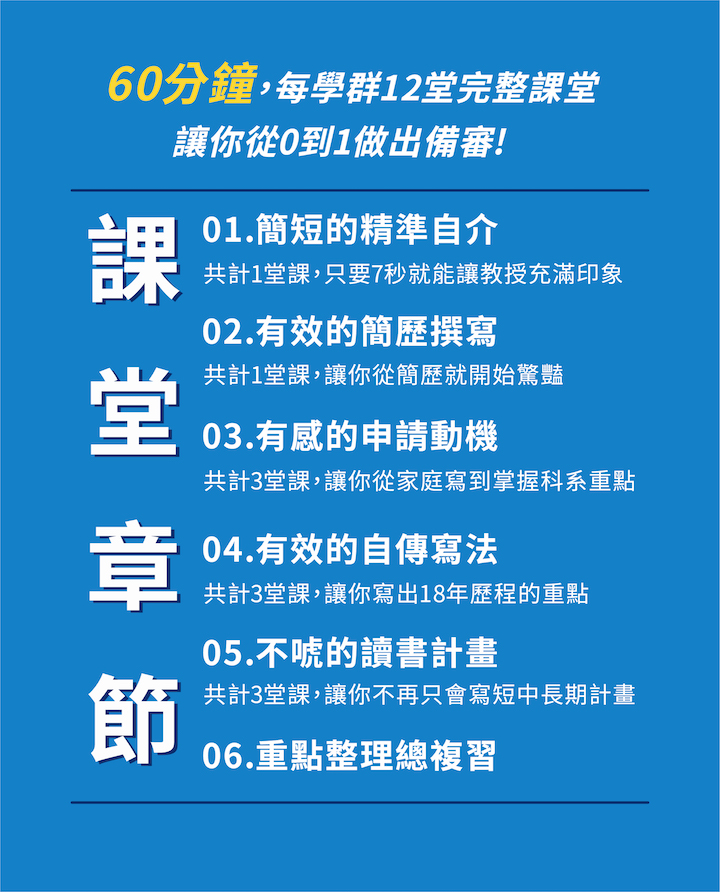 60分鐘，每學群12堂完整課堂
讓你從0到1做出備審！
課堂章節
01.簡短的精準自介
共計1堂課，只要7秒就能讓教授充滿印象
02.有效的簡歷撰寫
共計1堂課，讓你從簡歷就開始驚豔
03.有感的申請動機
共計3堂課，讓你從家庭寫到掌握科系重點
04.有效的自傳寫法
共計3堂課，讓你寫出18年歷程的重點
05.不唬的讀書計畫
共計3堂課，讓你不再只會寫短中長期計畫
06.重點整理總複習